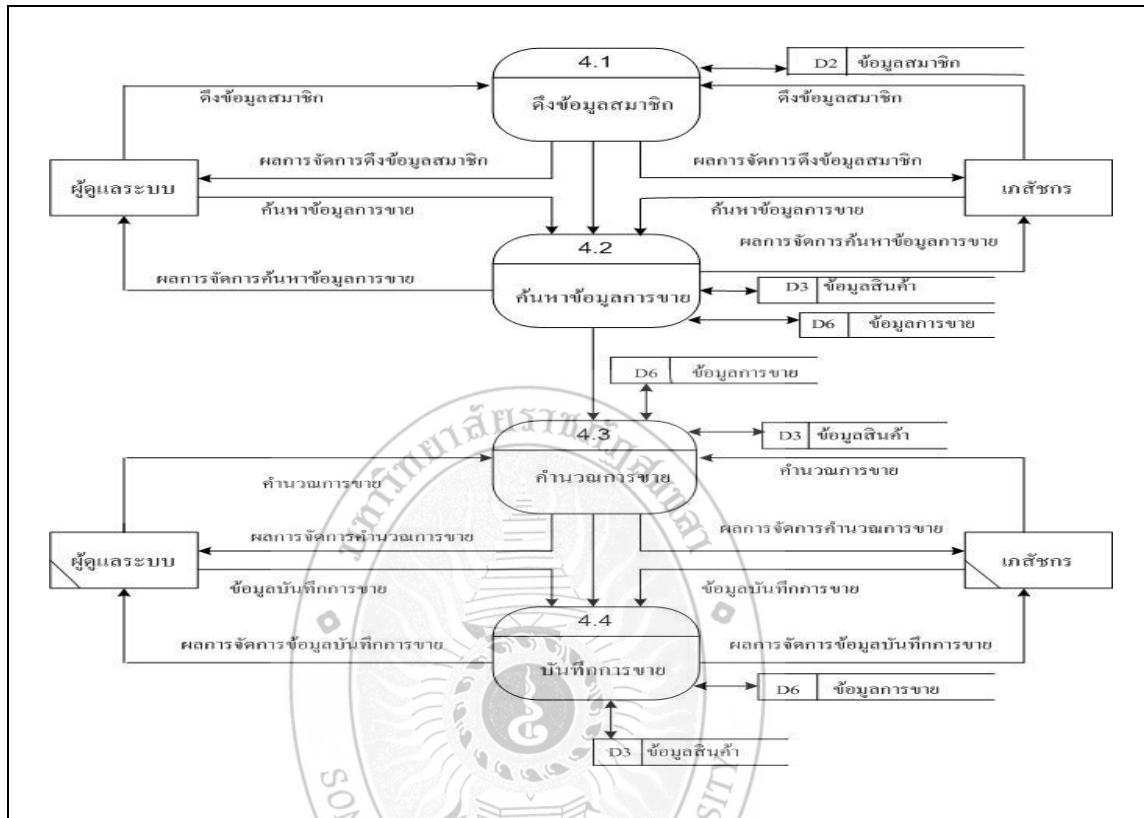 4.1
D2 ข้อมูลสมาชิก
ดึงข้อมูลสมาชิก
ดึงข้อมูลสมาชิก
ดึงข้อมูลสมาชิก
ผลการจัดการดึงข้อมูลสมาชิก
ผลการจัดการดึงข้อมูลสมาชิก
ผู้ดูแลระบบ
เภสัชกร
ค้นหาข้อมูลการขาย
ค้นหาข้อมูลการขาย
4.2
ผลการจัดการค้นหาข้อมูลการขาย
ผลการจัดการค้นหาข้อมูลการขาย
ค้นหาข้อมูลการขาย
D3 ข้อมูลสินค้า
D6 ข้อมูลการขาย
D6 ข้อมูลการขาย
มหาวิทยาลัยราชภัฏสงขลา
4.3
D3 ข้อมูลสินค้า
คำนวณการขาย
คำนวณการขาย
คำนวณการขาย
ผลการจัดการคำนวณการขาย
ผลการจัดการคำนวณการขาย
ผู้ดูแลระบบ
เภสัชกร
ข้อมูลบันทึกการขาย
ข้อมูลบันทึกการขาย
4.4
ผลการจัดการข้อมูลบันทึกการขาย
ผลการจัดการข้อมูลบันทึกการขาย
บันทึกการขาย
D6 ข้อมูลการขาย
D3 ข้อมูลสินค้า